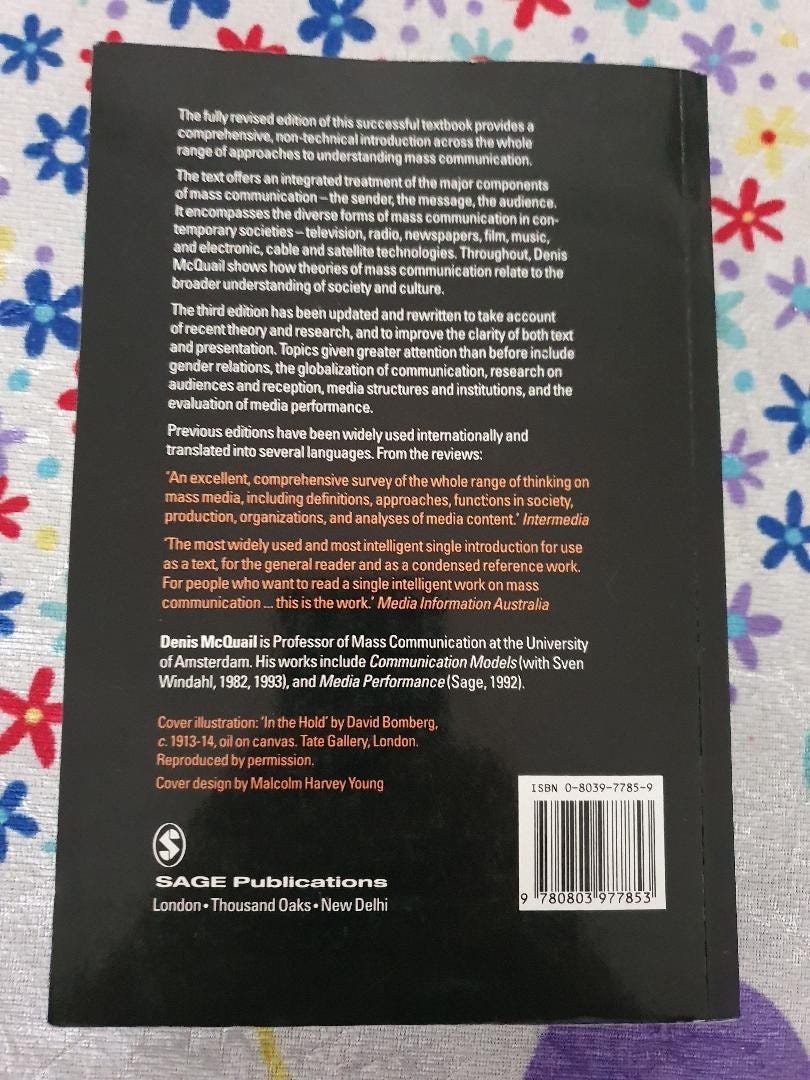 The fully revised edition of this successful textbook provides a
comprehensive, non-technical introduction across the whole
range of approaches to understanding mass communication.
The text offers an integrated treatment of the major components
of mass communication – the sender, the message, the audience.
It encompasses the diverse forms of mass communication in con-
temporary societies – television, radio, newspapers, film, music,
and electronic, cable and satellite technologies. Throughout, Denis
McQuail shows how theories of mass communication relate to the
broader understanding of society and culture.
The third edition has been updated and rewritten to take account
of recent theory and research, and to improve the clarity of both text
and presentation. Topics given greater attention than before include
gender relations, the globalization of communication, research on
audiences and reception, media structures and institutions, and the
evaluation of media performance.
Previous editions have been widely used internationally and
translated into several languages. From the reviews:
'An excellent, comprehensive survey of the whole range of thinking on
mass media, including definitions, approaches, functions in society,
production, organizations, and analyses of media content.' Intermedia
'The most widely used and most intelligent single introduction for use
as a text, for the general reader and as a condensed reference work.
For people who want to read a single intelligent work on mass
communication ... this is the work.' Media Information Australia
Denis McQuail is Professor of Mass Communication at the University
of Amsterdam. His works include Communication Models (with Sven
Windahl, 1982, 1993), and Media Performance (Sage, 1992).
Cover illustration: 'In the Hold' by David Bomberg,
c. 1913-14, oil on canvas. Tate Gallery, London.
Reproduced by permission.
Cover design by Malcolm Harvey Young
ISBN 0-8039-7785-9
9 780803 977853
S
SAGE Publications
London • Thousand Oaks • New Delhi